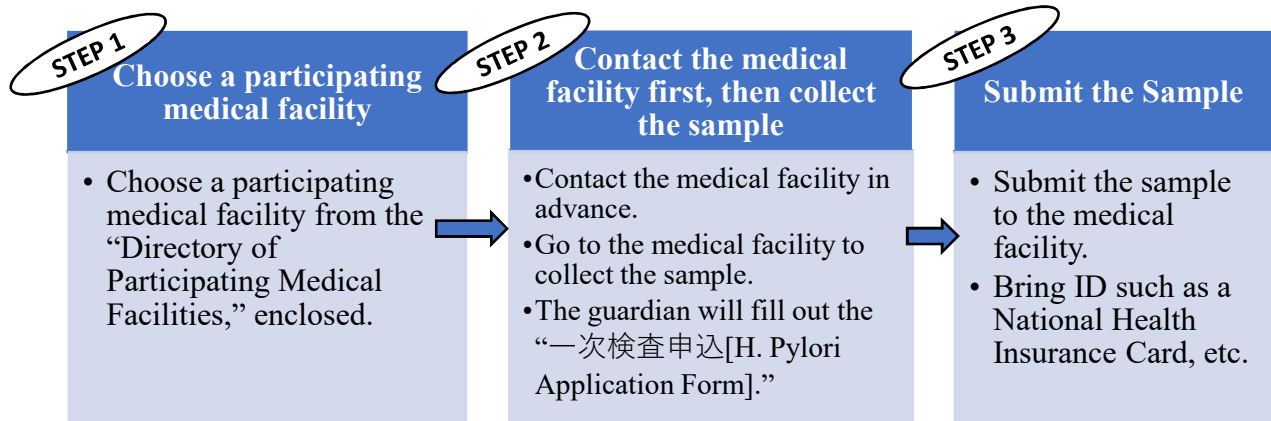 STEP 1
Choose a participating
medical facility
• Choose a participating
medical facility from the
“Directory of
Participating Medical
Facilities,” enclosed.
STEP 2
Contact the medical
facility first, then collect
the sample
•Contact the medical facility in
advance.
•Go to the medical facility to
collect the sample.
•The guardian will fill out the
“一次検査申込[H. Pylori
Application Form].”
STEP 3
Submit the Sample
• Submit the sample
to the medical
facility.
• Bring ID such as a
National Health
Insurance Card, etc.